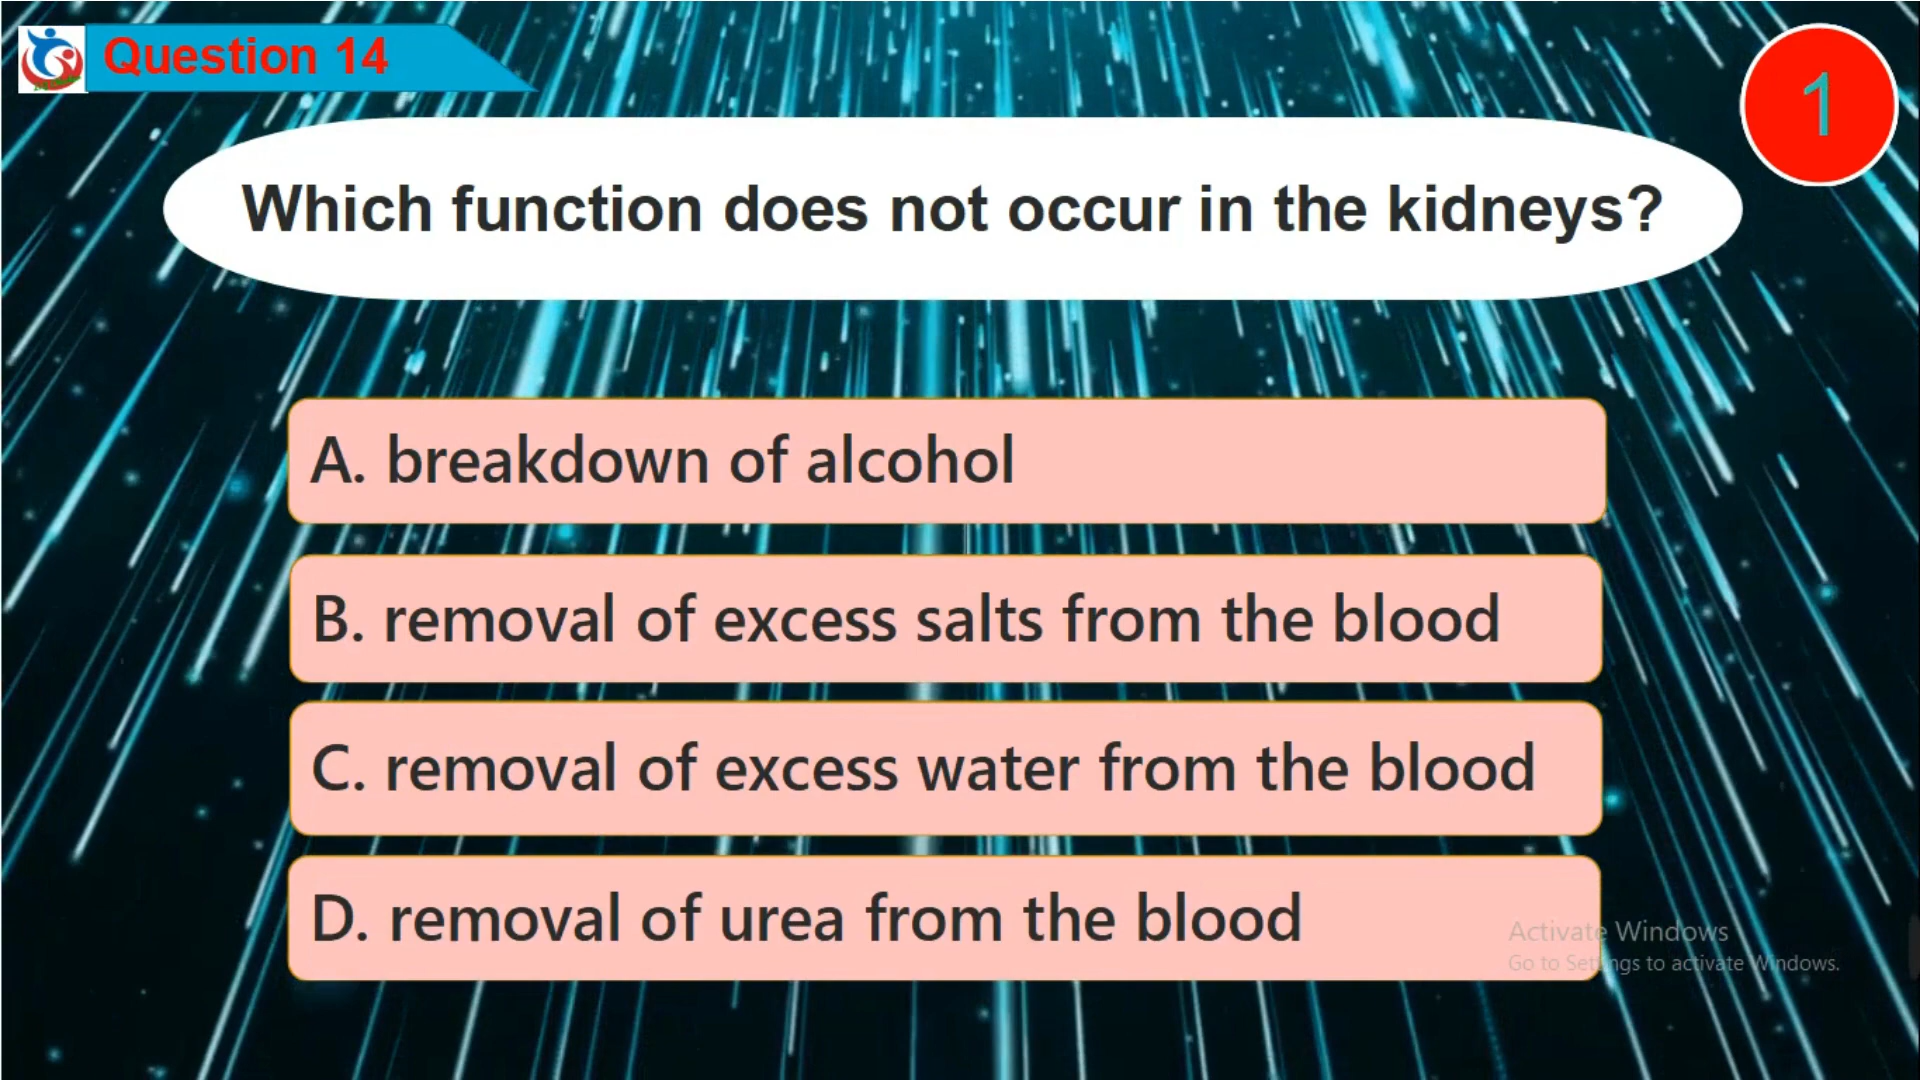 Question 14
1
Which function does not occur in the kidneys?
A. breakdown of alcohol
B. removal of excess salts from the blood
C. removal of excess water from the blood
D. removal of urea from the blood
Activate Windows
Go to Settings to activate Windows.